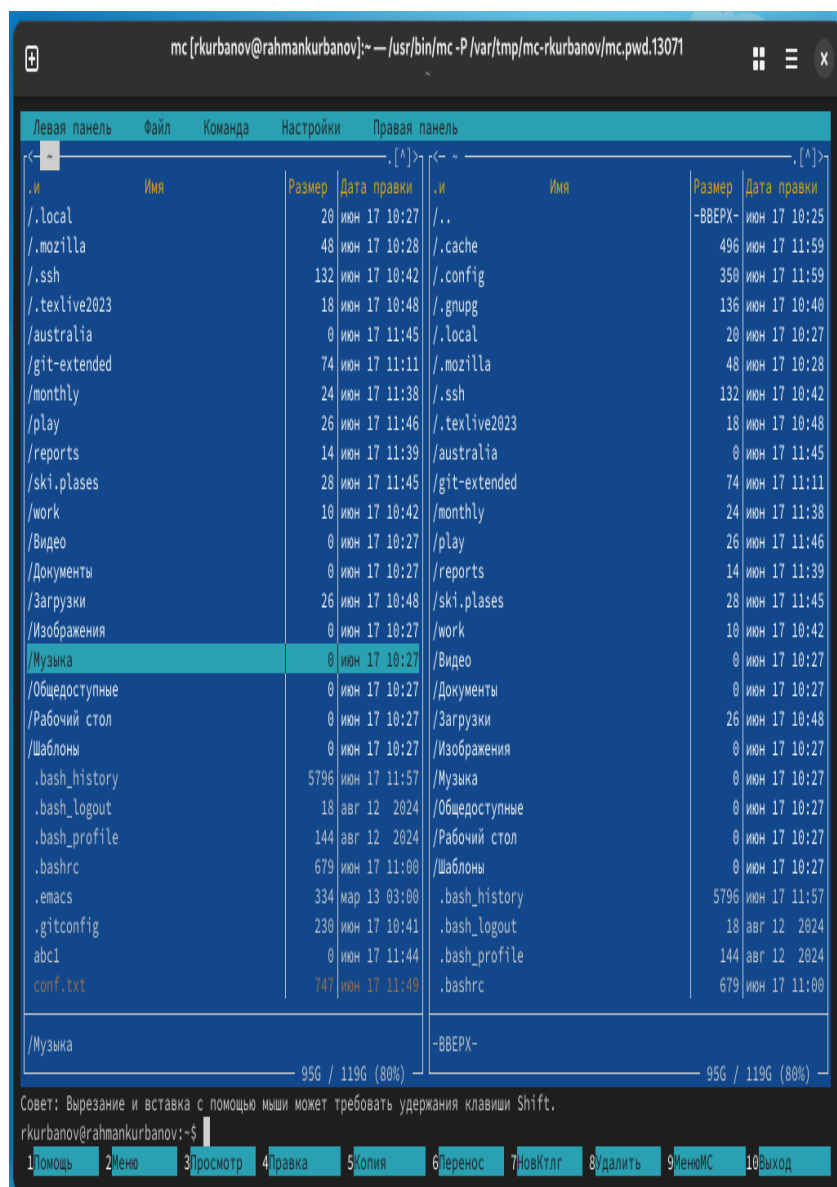 mc [rkurbanov@rahmankurbanov]:~ — /usr/bin/mc -P /var/tmp/mc-rkurbanov/mc.pwd.13071
~
Левая панель Файл Команда Настройки Правая панель
<- ~ .[^]> <- ~ .[^]>
.и Имя Размер Дата правки .и Имя Размер Дата правки
/.local 20 июн 17 10:27 /.. -ВВЕРХ- июн 17 10:25
/.mozilla 48 июн 17 10:28 /.cache 496 июн 17 11:59
/.ssh 132 июн 17 10:42 /.config 350 июн 17 11:59
/.texlive2023 18 июн 17 10:48 /.gnupg 136 июн 17 10:40
/australia 0 июн 17 11:45 /.local 20 июн 17 10:27
/git-extended 74 июн 17 11:11 /.mozilla 48 июн 17 10:28
/monthly 24 июн 17 11:38 /.ssh 132 июн 17 10:42
/play 26 июн 17 11:46 /.texlive2023 18 июн 17 10:48
/reports 14 июн 17 11:39 /australia 0 июн 17 11:45
/ski.plases 28 июн 17 11:45 /git-extended 74 июн 17 11:11
/work 10 июн 17 10:42 /monthly 24 июн 17 11:38
/Видео 0 июн 17 10:27 /play 26 июн 17 11:46
/Документы 0 июн 17 10:27 /reports 14 июн 17 11:39
/Загрузки 26 июн 17 10:48 /ski.plases 28 июн 17 11:45
/Изображения 0 июн 17 10:27 /work 10 июн 17 10:42
/Музыка 0 июн 17 10:27 /Видео 0 июн 17 10:27
/Общедоступные 0 июн 17 10:27 /Документы 0 июн 17 10:27
/Рабочий стол 0 июн 17 10:27 /Загрузки 26 июн 17 10:48
/Шаблоны 0 июн 17 10:27 /Изображения 0 июн 17 10:27
.bash_history 5796 июн 17 11:57 /Музыка 0 июн 17 10:27
.bash_logout 18 авг 12 2024 /Общедоступные 0 июн 17 10:27
.bash_profile 144 авг 12 2024 /Рабочий стол 0 июн 17 10:27
.bashrc 679 июн 17 11:00 /Шаблоны 0 июн 17 10:27
.emacs 334 мар 13 03:00 .bash_history 5796 июн 17 11:57
.gitconfig 230 июн 17 10:41 .bash_logout 18 авг 12 2024
abc1 0 июн 17 11:44 .bash_profile 144 авг 12 2024
conf.txt 747 июн 17 11:49 .bashrc 679 июн 17 11:00
/Музыка -ВВЕРХ-
95G / 119G (80%) 95G / 119G (80%)
Совет: Вырезание и вставка с помощью мыши может требовать удержания клавиши Shift.
rkurbanov@rahmankurbanov:~$
1Помощь 2Меню 3Просмотр 4Правка 5Копия 6Перенос 7НовКтлг 8Удалить 9МенюMC 10Выход